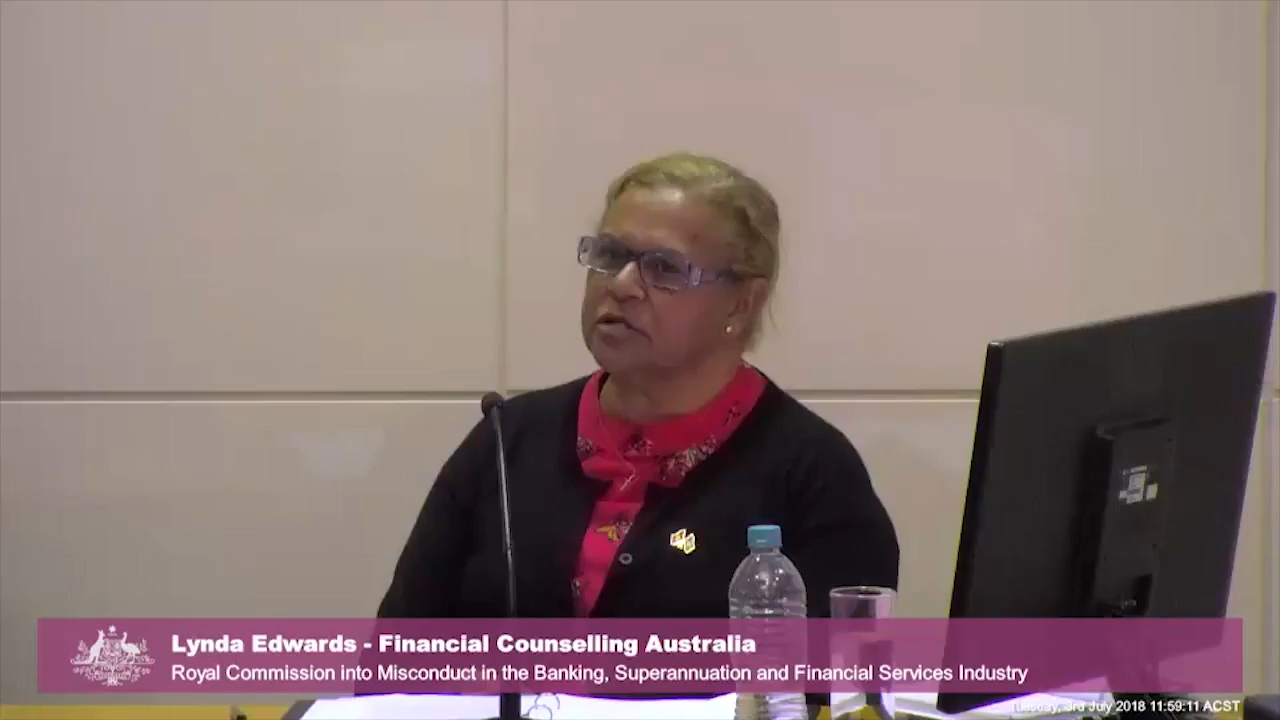 Lynda Edwards - Financial Counselling Australia
Royal Commission into Misconduct in the Banking, Superannuation and Financial Services Industry
Tuesday, 3rd July 2018 11:59:11 ACST